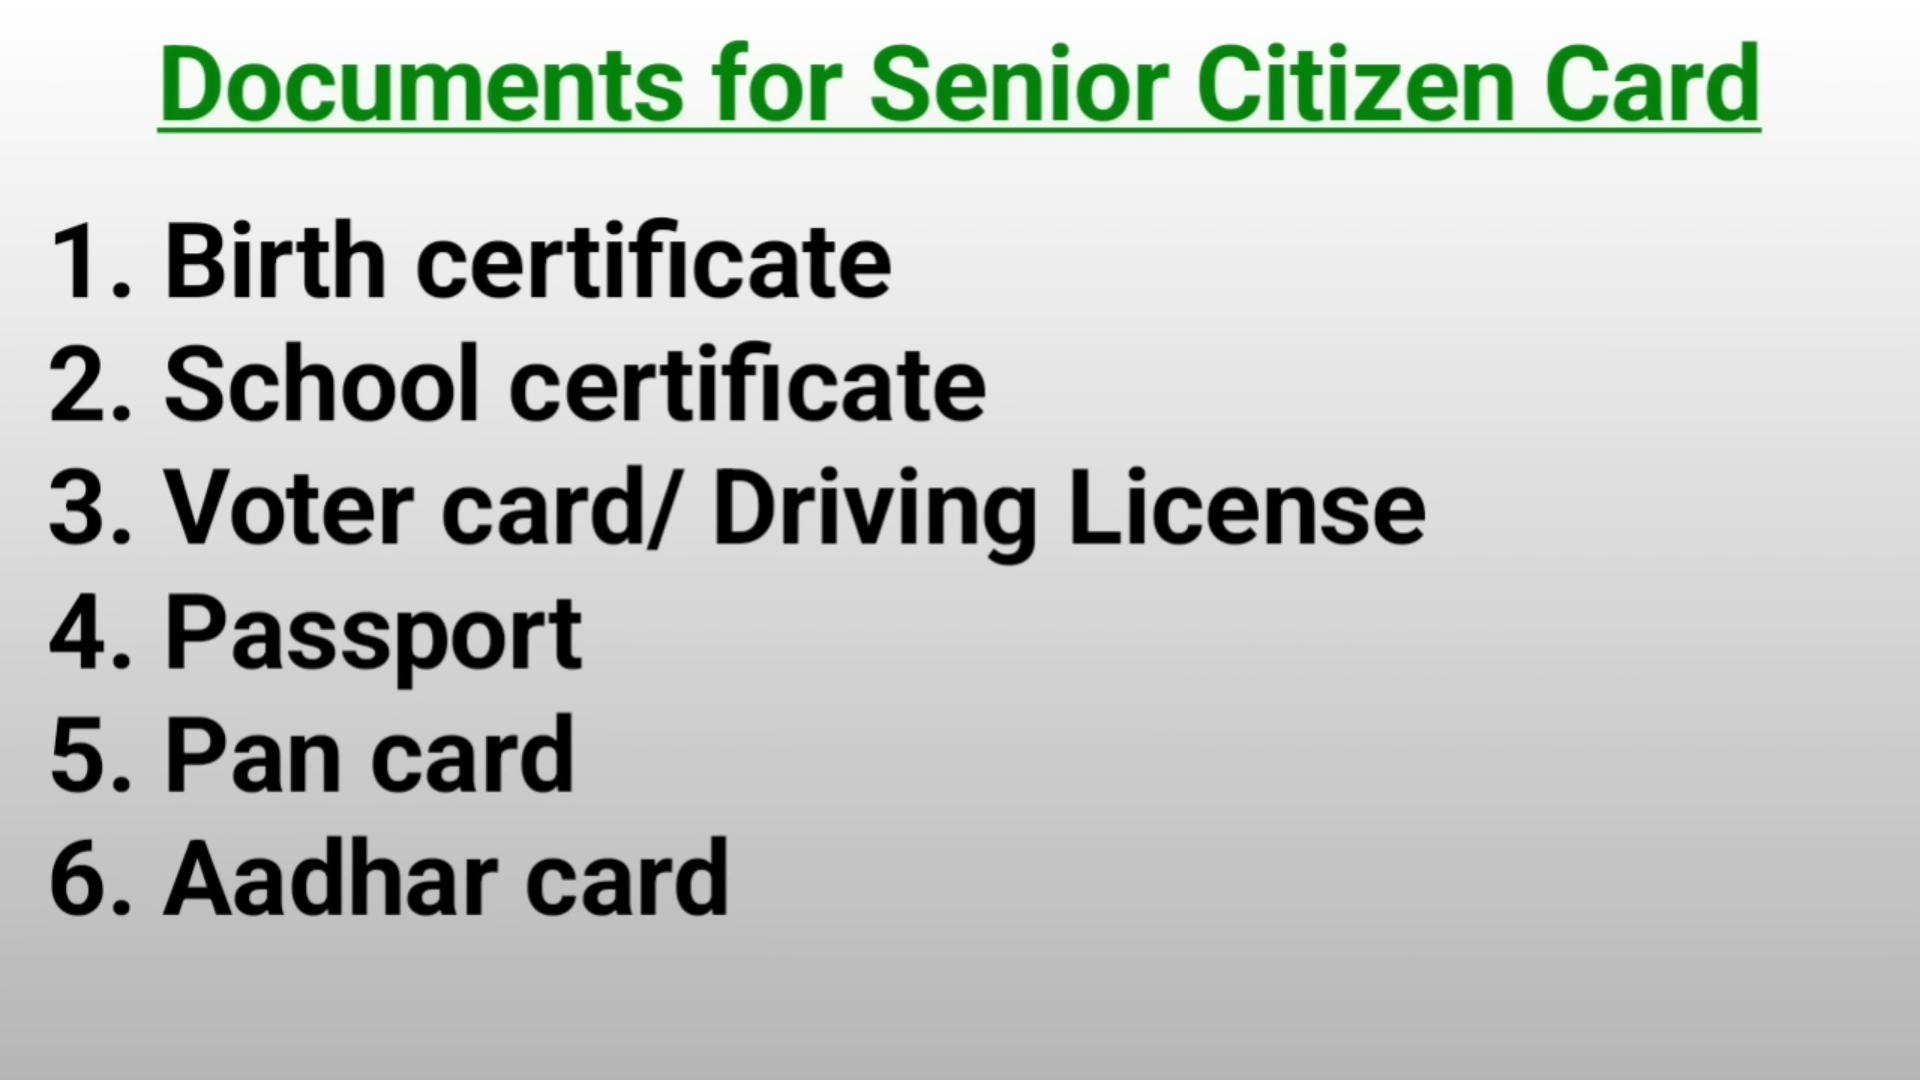 Documents for Senior Citizen Card
1. Birth certificate
2. School certificate
3. Voter card/ Driving License
4. Passport
5. Pan card
6. Aadhar card